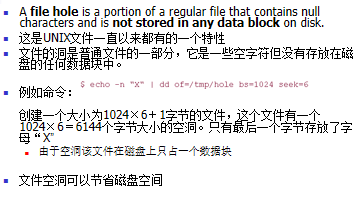 A file hole is a portion of a regular file that contains null
characters and is not stored in any data block on disk.
这是UNIX文件一直以来都有的一个特性
文件的洞是普通文件的一部分，它是一些空字符但没有存放在磁
盘的任何数据块中。
$ echo -n "X" | dd of=/tmp/hole bs=1024 seek=6
例如命令：
创建一个大小为1024×6＋1字节的文件，这个文件有一个
1024×6＝6144个字节大小的空洞。只有最后一个字节存放了字
母“X”
由于空洞该文件在磁盘上只占一个数据块
文件空洞可以节省磁盘空间